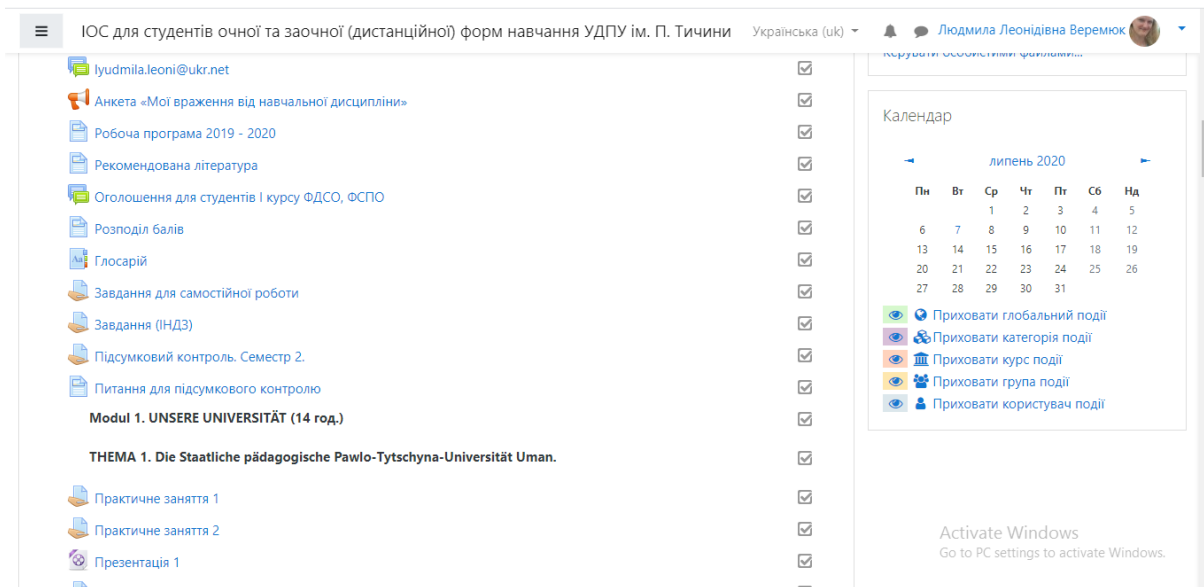 ІОС для студентів очної та заочної (дистанційної) форм навчання УДПУ ім. П. Тичини Українська (uk) Людмила Леонідівна Веремюк
lyudmila.leoni@ukr.net
Анкета «Мої враження від навчальної дисципліни»
Робоча програма 2019 - 2020
Рекомендована література
Оголошення для студентів І курсу ФДСО, ФСПО
Розподіл балів
Глосарій
Завдання для самостійної роботи
Завдання (ІНДЗ)
Підсумковий контроль. Семестр 2.
Питання для підсумкового контролю
Modul 1. UNSERE UNIVERSITÄT (14 год.)
THEMA 1. Die Staatliche pädagogische Pawlo-Tytschyna-Universität Uman.
Практичне заняття 1
Практичне заняття 2
Презентація 1
Керувати особистими файлами...
Календар
◄ липень 2020 ►
Пн Вт Ср Чт Пт Сб Нд
1 2 3 4 5
6 7 8 9 10 11 12
13 14 15 16 17 18 19
20 21 22 23 24 25 26
27 28 29 30 31
Приховати глобальний події
Приховати категорія події
Приховати курс події
Приховати група події
Приховати користувач події
Activate Windows
Go to PC settings to activate Windows.